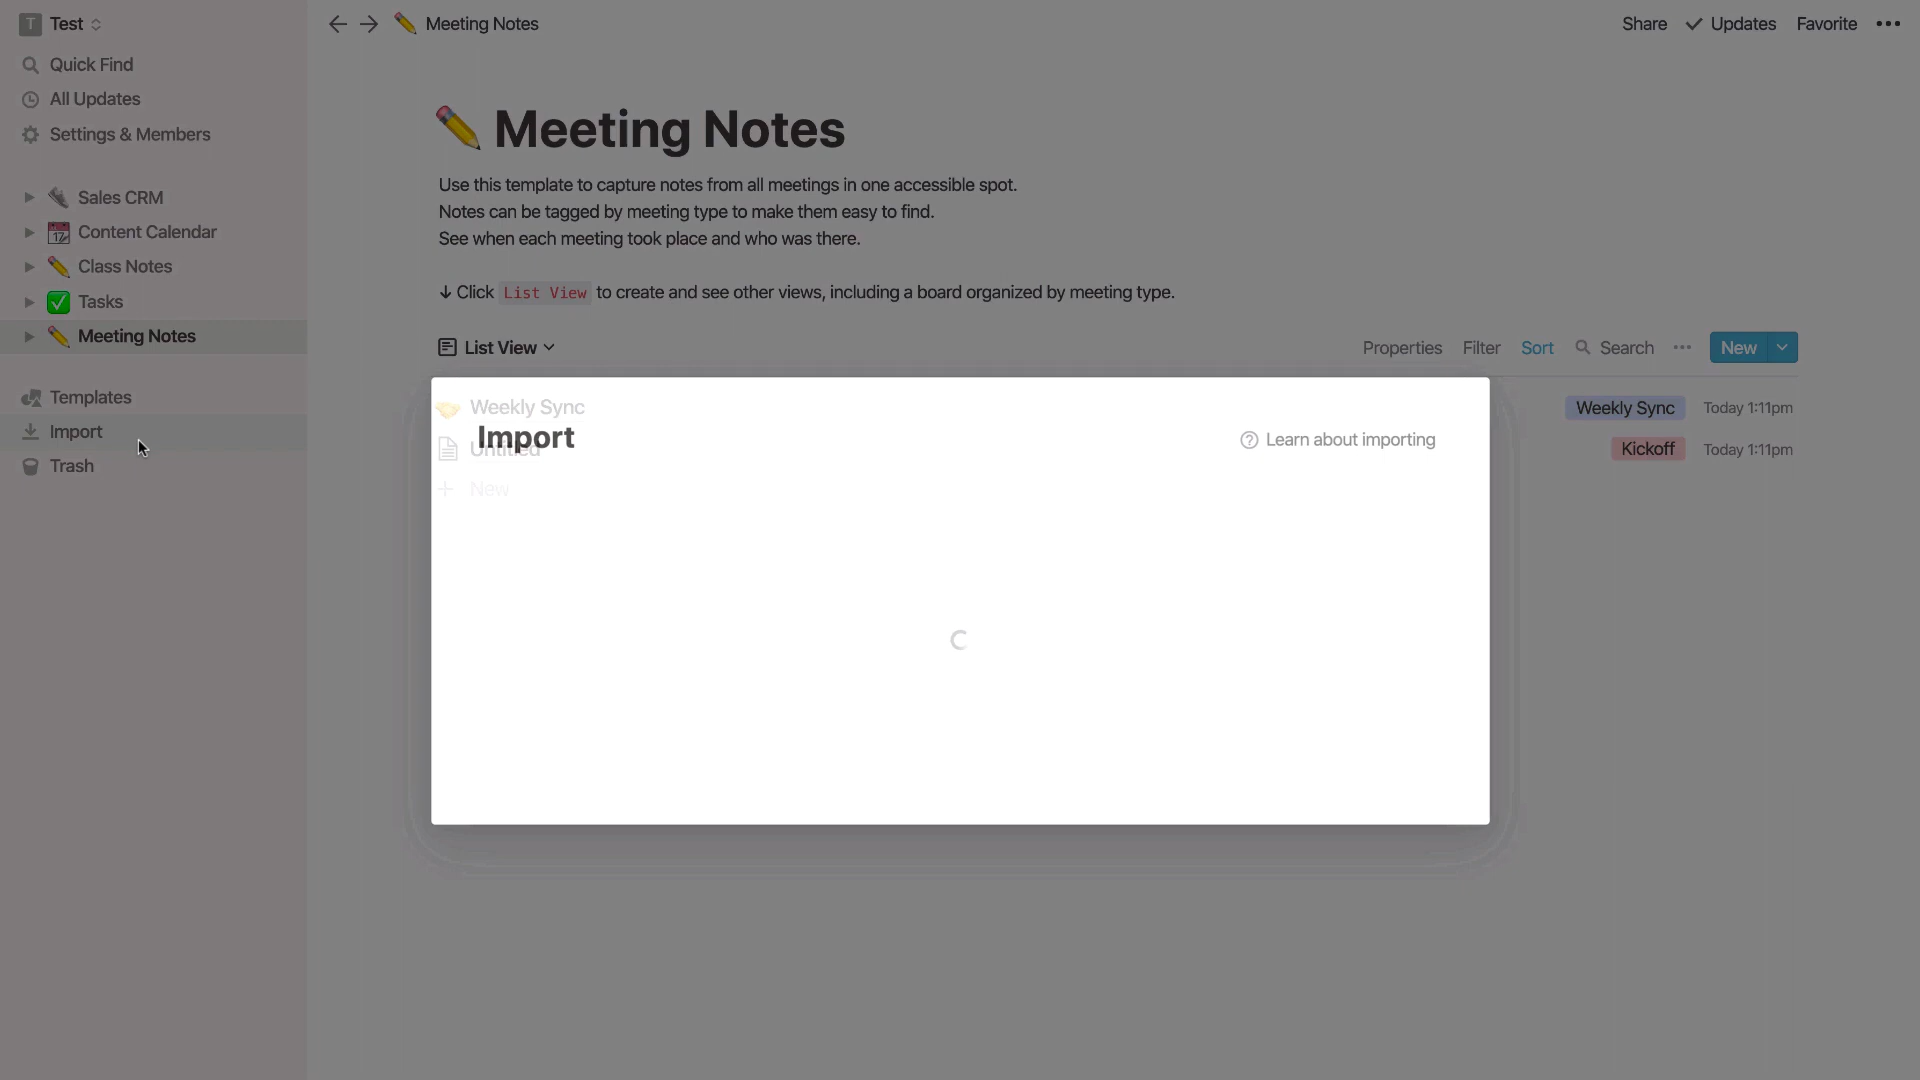 T Test
Quick Find
All Updates
Settings & Members
Sales CRM
17 Content Calendar
Class Notes
Tasks
Meeting Notes
Templates
Import
Trash
Meeting Notes
Share Updates Favorite
Meeting Notes
Use this template to capture notes from all meetings in one accessible spot.
Notes can be tagged by meeting type to make them easy to find.
See when each meeting took place and who was there.
↓ Click List View to create and see other views, including a board organized by meeting type.
List View
Properties Filter Sort Search New
Weekly Sync Weekly Sync Today 1:11pm
Import Learn about importing
Untitled Kickoff Today 1:11pm
New